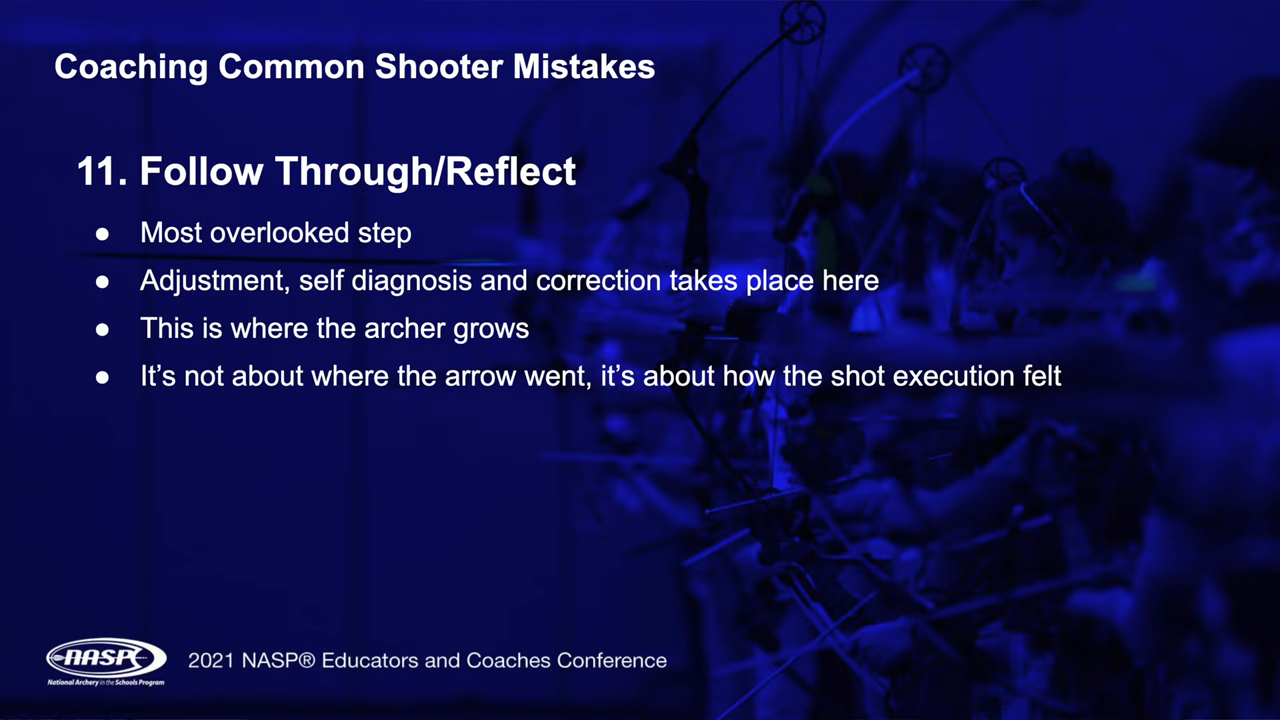 Coaching Common Shooter Mistakes
11. Follow Through/Reflect
● Most overlooked step
● Adjustment, self diagnosis and correction takes place here
● This is where the archer grows
● It’s not about where the arrow went, it’s about how the shot execution felt
NASP
National Archery in the Schools Program
2021 NASP® Educators and Coaches Conference